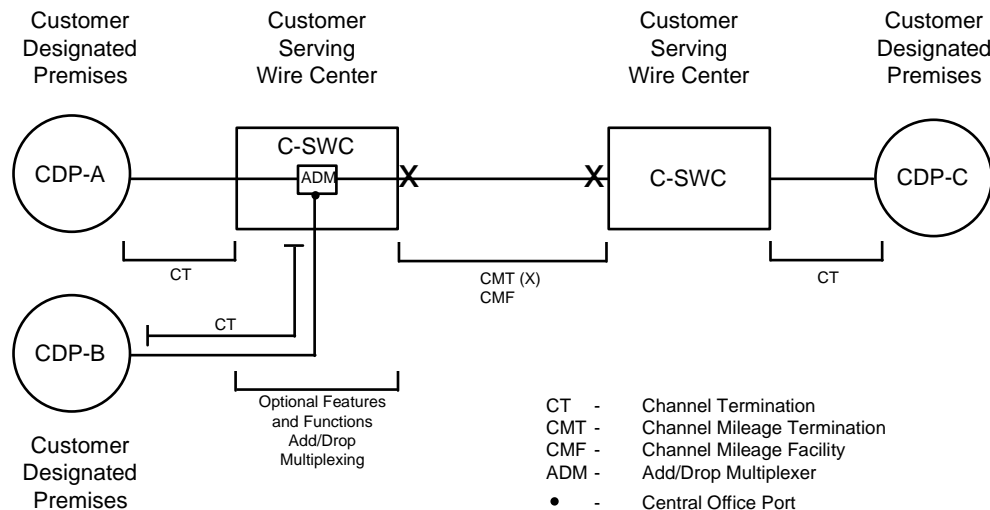 Customer
Designated
Premises
Customer
Serving
Wire Center
Customer
Serving
Wire Center
Customer
Designated
Premises
CDP-A
C-SWC
ADM
X
X
C-SWC
CDP-C
CT
CMT (X)
CMF
CT
CT
CDP-B
Optional Features
and Functions
Add/Drop
Multiplexing
Customer
Designated
Premises
CT - Channel Termination
CMT - Channel Mileage Termination
CMF - Channel Mileage Facility
ADM - Add/Drop Multiplexer
• - Central Office Port